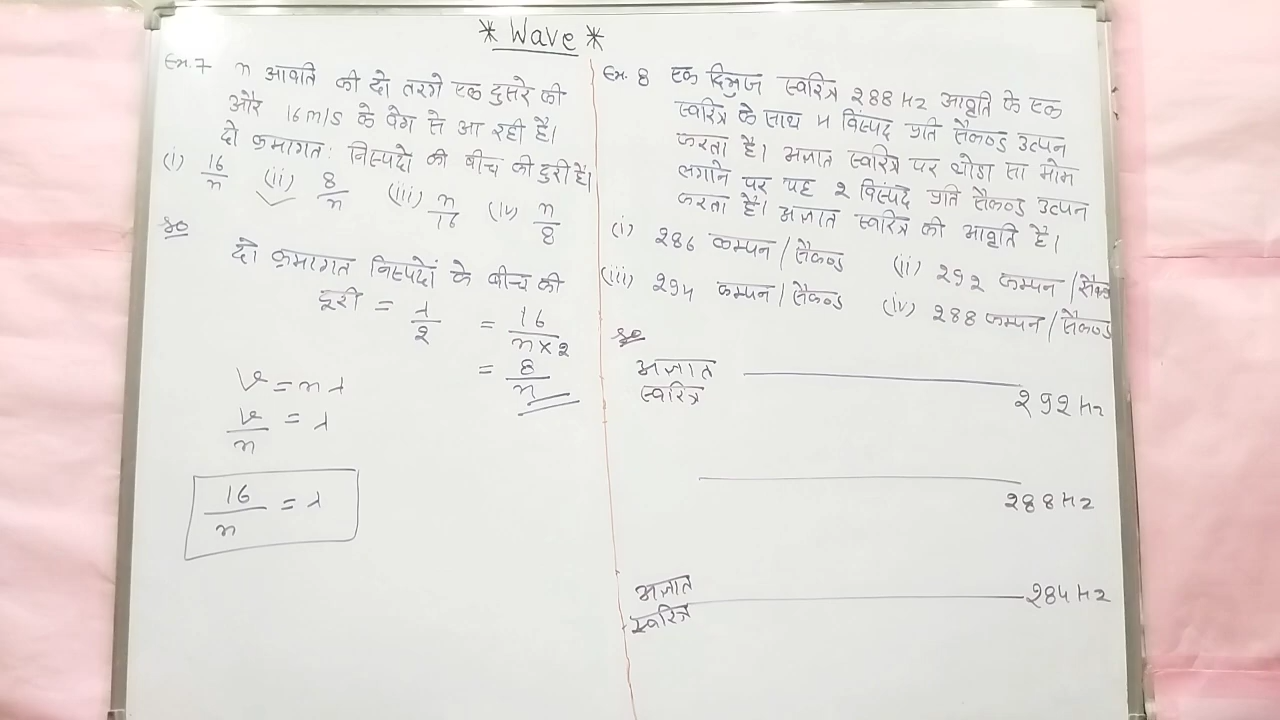 * Wave *
Ex. 7 n आवृति की दो तरंगे एक दुसरे की
और 16 m/s के वेग से आ रही है।
दो क्रमागतः निस्पंदो की बीच की दुरी है।
(i) 16/n (ii) 8/n (iii) n/16 (iv) n/8
दो क्रमागत निस्पंदों के बीच की
दूरी = λ/2 = 16/n×2
= 8/n
v = nλ
v/n = λ
16/n = λ
Ex. 8 एक द्विभुज स्वरित्र 288 Hz आवृति के एक
स्वरित्र के साथ 4 विस्पंद प्रति सैकण्ड उत्पन
करता है। अज्ञात स्वरित्र पर थोडा सा मोम
लगाने पर यह 2 विस्पंदे प्रति सैकण्ड उत्पन
करता है। अज्ञात स्वरित्र की आवृति है।
(i) 286 कम्पन / सैकण्ड (ii) 292 कम्पन /
(iii) 294 कम्पन / सैकण्ड (iv) 288 कम्पन / सैकण्ड
अज्ञात
स्वरित्र
292 Hz
288 Hz
अज्ञात
स्वरित्र
284 Hz